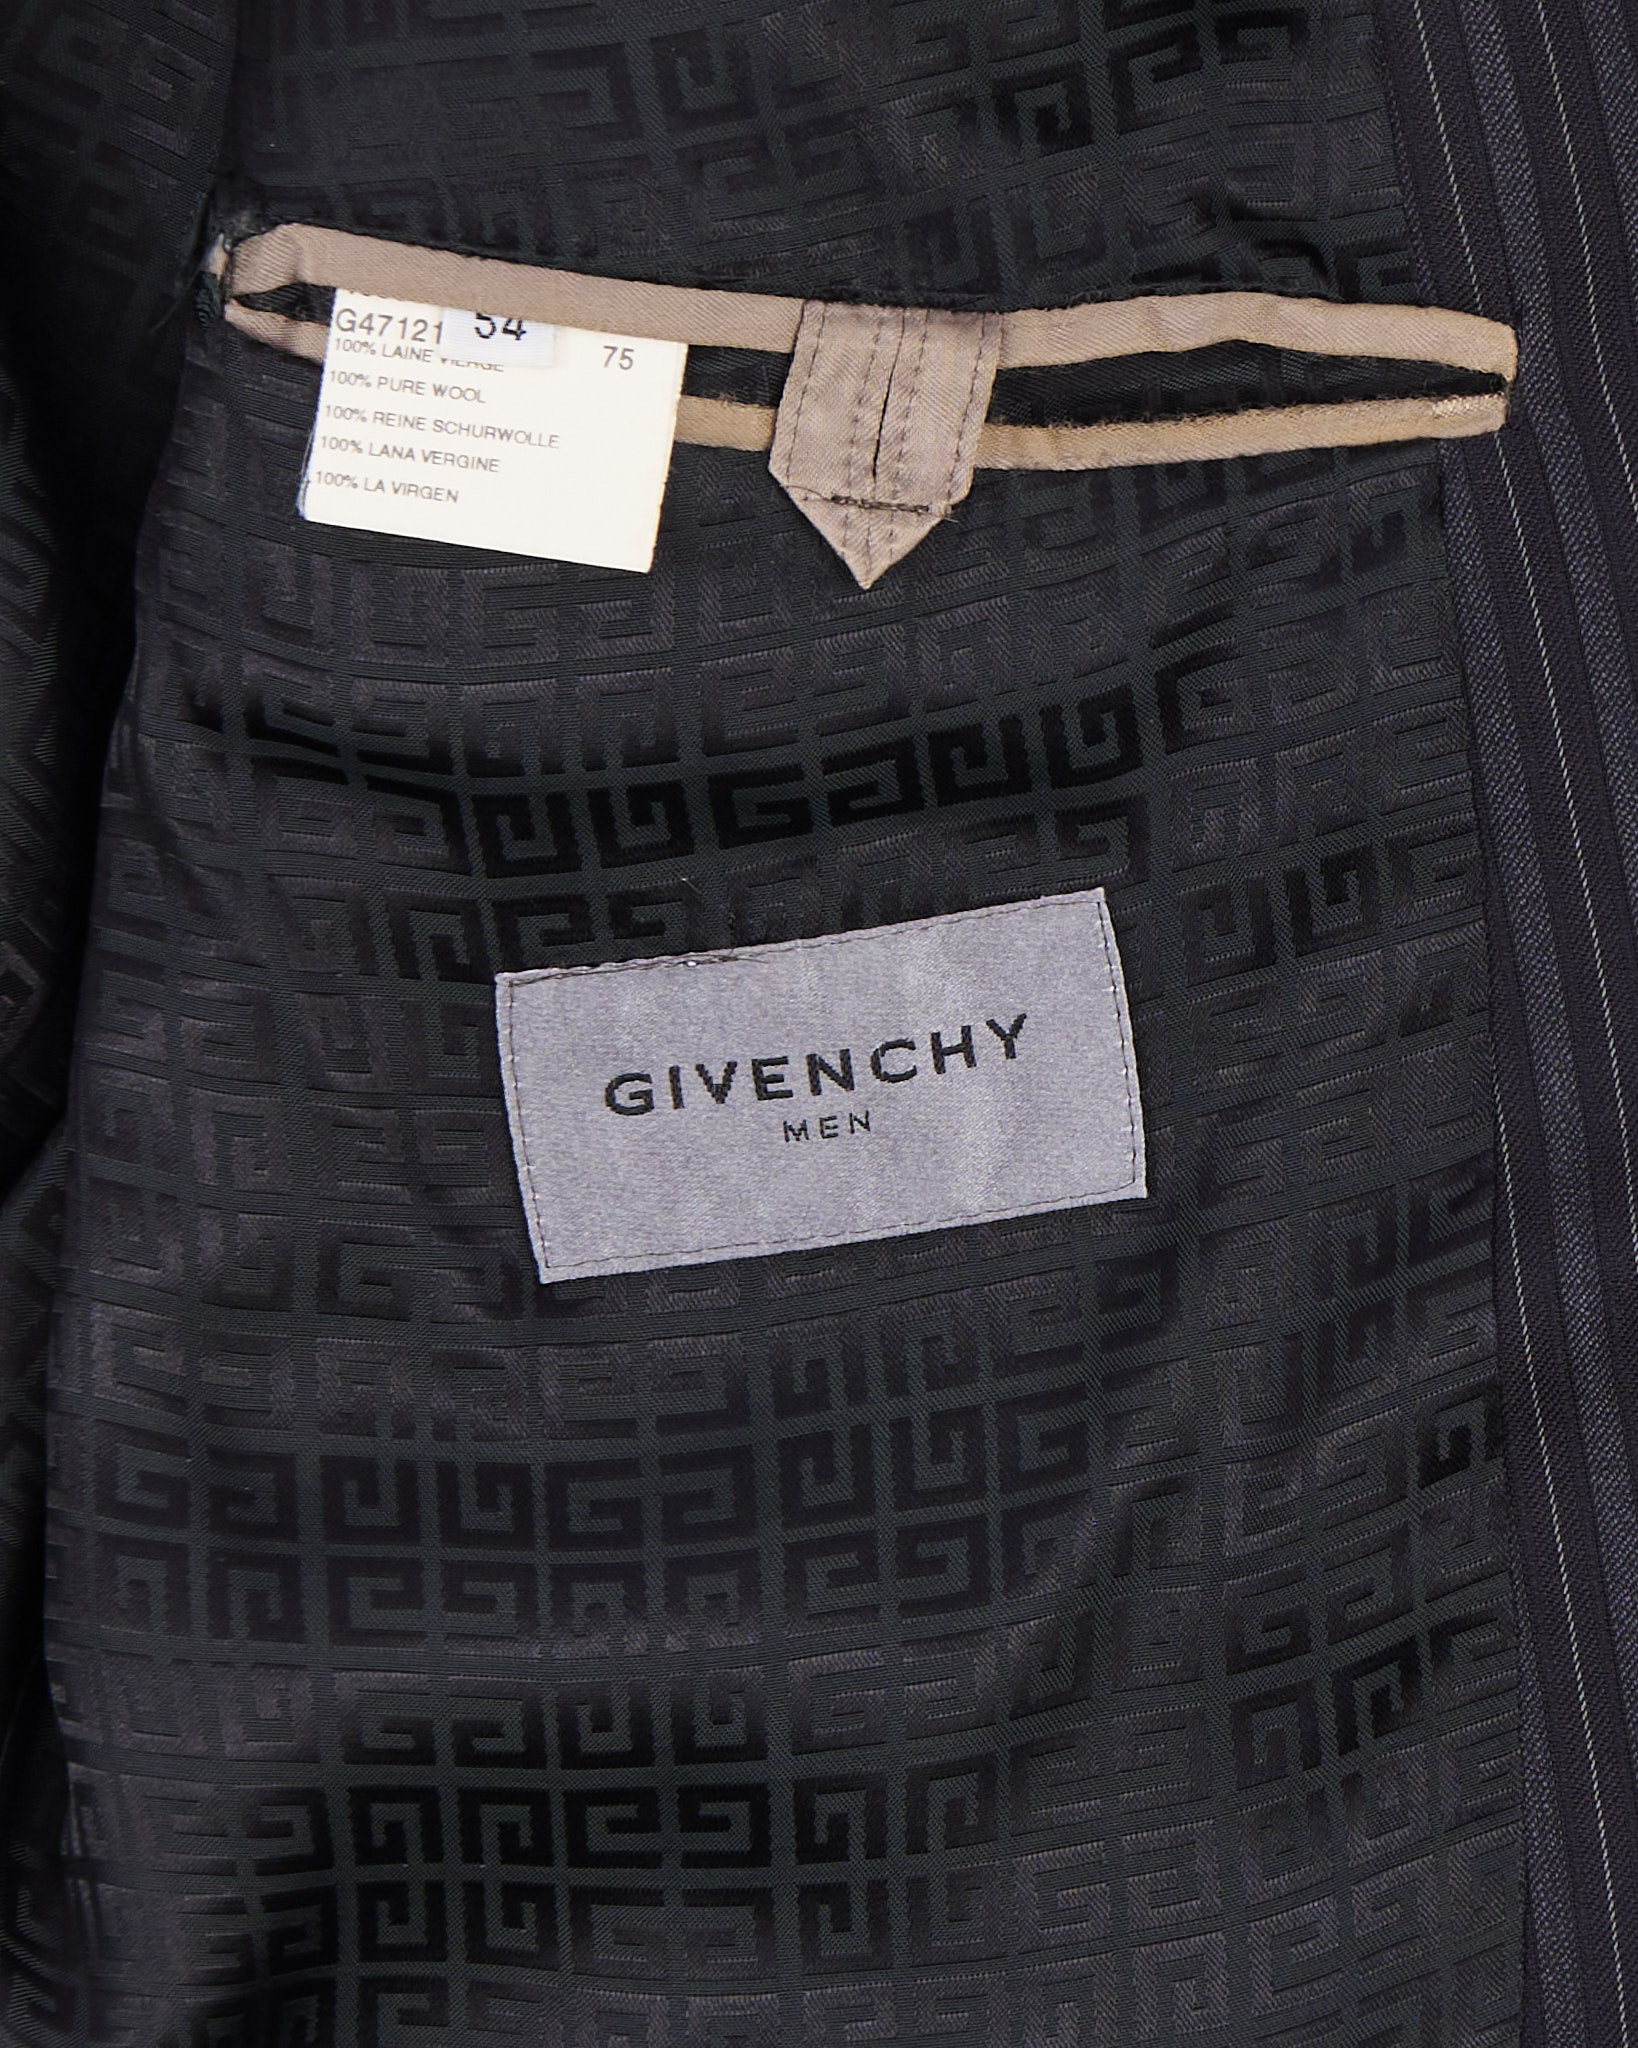 G47121 54 75
100% LAINE VIERGE
100% PURE WOOL
100% REINE SCHURWOLLE
100% LANA VERGINE
100% LA VIRGEN
GIVENCHY
MEN